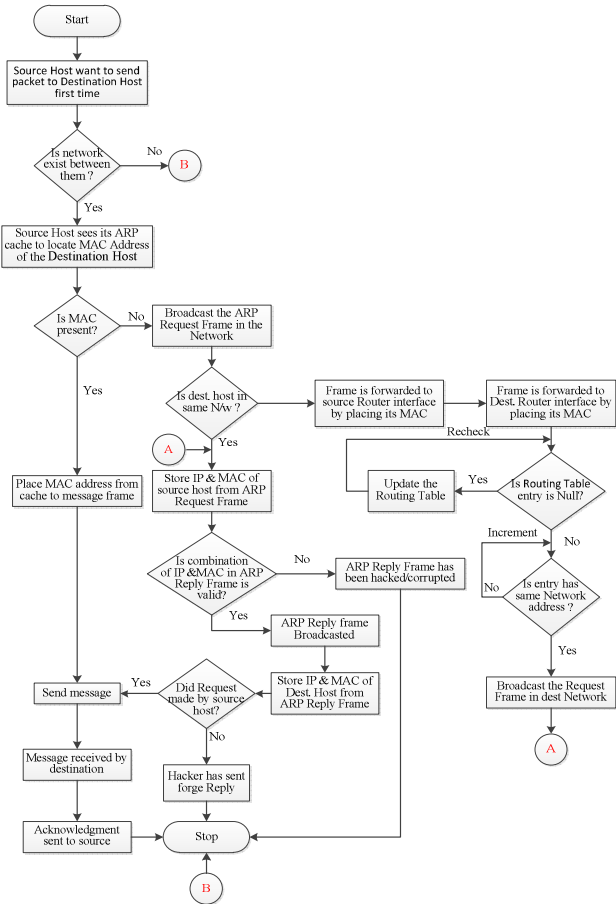 Start
Source Host want to send
packet to Destination Host
first time
Is network
exist between
them ?
No
B
Yes
Source Host sees its ARP
cache to locate MAC Address
of the Destination Host
Is MAC
present?
No
Broadcast the ARP
Request Frame in the
Network
Yes
Is dest. host in
same N/w ?
Frame is forwarded to
source Router interface
by placing its MAC
Frame is forwarded to
Dest. Router interface by
placing its MAC
Recheck
A
Yes
Place MAC address from
cache to message frame
Store IP & MAC of
source host from ARP
Request Frame
Update the
Routing Table
Yes
Is Routing Table
entry is Null?
Increment
No
Is combination
of IP &MAC in ARP
Reply Frame is
valid?
No
ARP Reply Frame has
been hacked/corrupted
No
Is entry has
same Network
address ?
Yes
ARP Reply frame
Broadcasted
Yes
Send message
Yes
Did Request
made by source
host?
Store IP & MAC of
Dest. Host from
ARP Reply Frame
Broadcast the Request
Frame in dest Network
No
A
Message received by
destination
Hacker has sent
forge Reply
Acknowledgment
sent to source
Stop
B